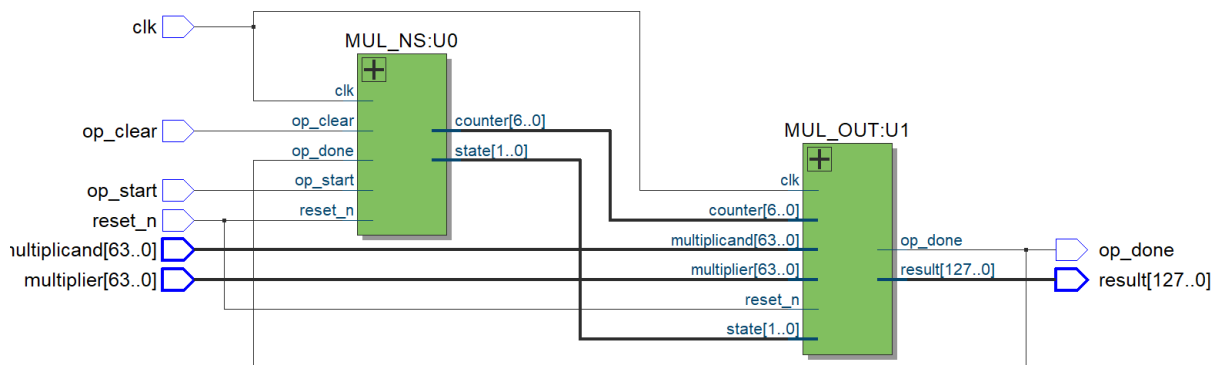 clk
MUL_NS:U0
clk
op_clear
op_clear
counter[6..0]
op_done
state[1..0]
op_start
op_start
reset_n
reset_n
MUL_OUT:U1
clk
counter[6..0]
multiplicand[63..0]
ultiplicand[63..0]
op_done
op_done
multiplier[63..0]
multiplier[63..0]
result[127..0]
result[127..0]
reset_n
state[1..0]